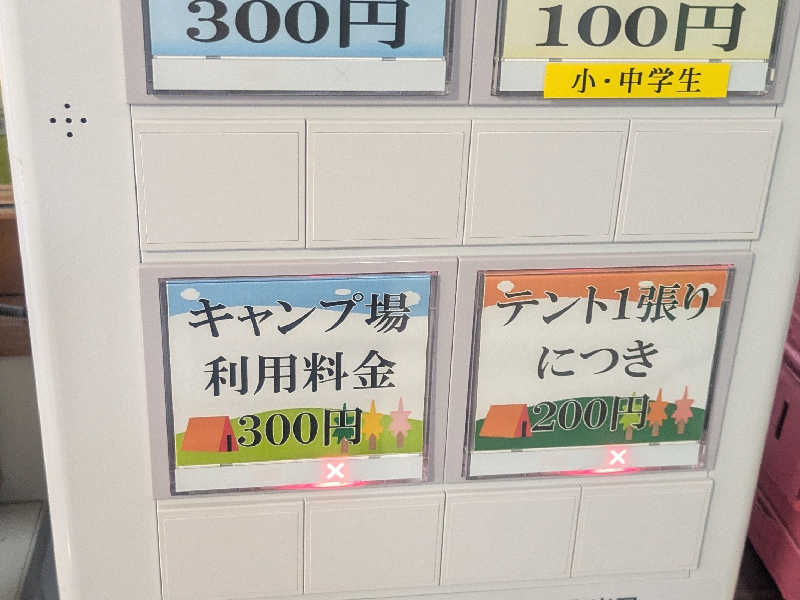 300円
100円
小・中学生
キャンプ場
利用料金
300円
×
テント1張り
につき
200円
×